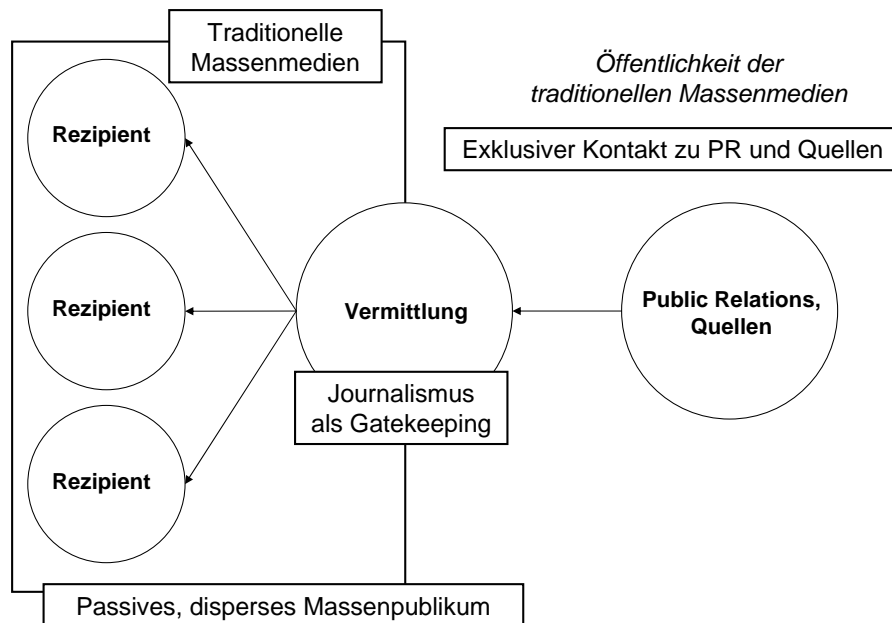 Traditionelle
Massenmedien
Öffentlichkeit der
traditionellen Massenmedien
Exklusiver Kontakt zu PR und Quellen
Rezipient
Rezipient
Rezipient
Vermittlung
Public Relations,
Quellen
Journalismus
als Gatekeeping
Passives, disperses Massenpublikum